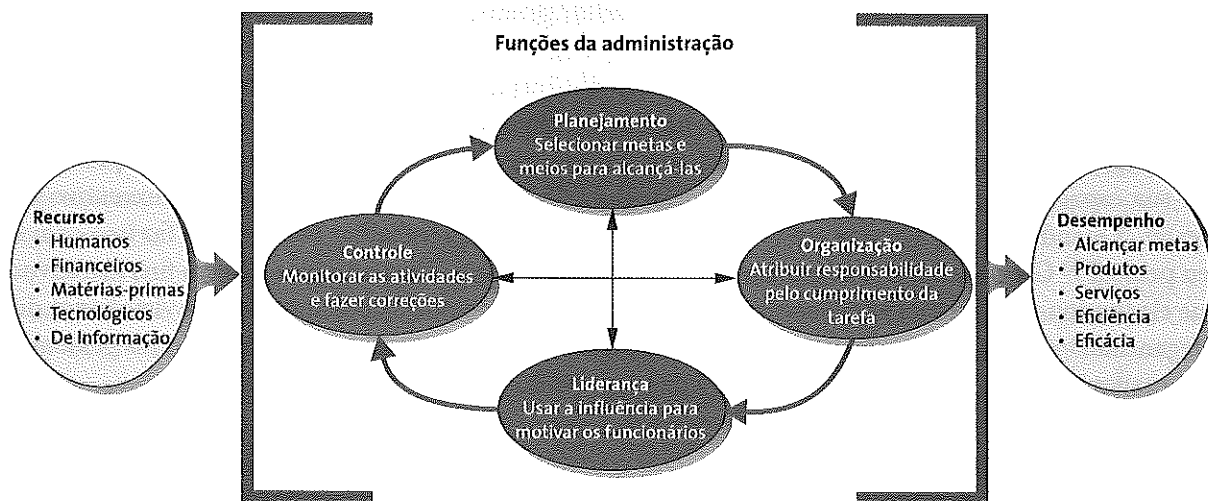 Funções da administração
Planejamento
Selecionar metas e
meios para alcançá-las
Recursos
• Humanos
• Financeiros
• Matérias-primas
• Tecnológicos
• De Informação
Controle
Monitorar as atividades
e fazer correções
Organização
Atribuir responsabilidade
pelo cumprimento da
tarefa
Liderança
Usar a influência para
motivar os funcionários
Desempenho
• Alcançar metas
• Produtos
• Serviços
• Eficiência
• Eficácia